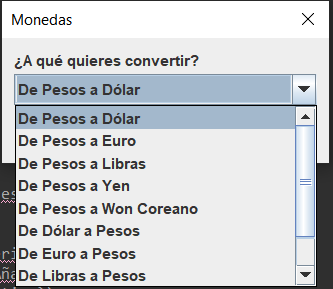 Monedas
¿A qué quieres convertir?
De Pesos a Dólar
De Pesos a Dólar
De Pesos a Euro
De Pesos a Libras
De Pesos a Yen
De Pesos a Won Coreano
De Dólar a Pesos
De Euro a Pesos
De Libras a Pesos